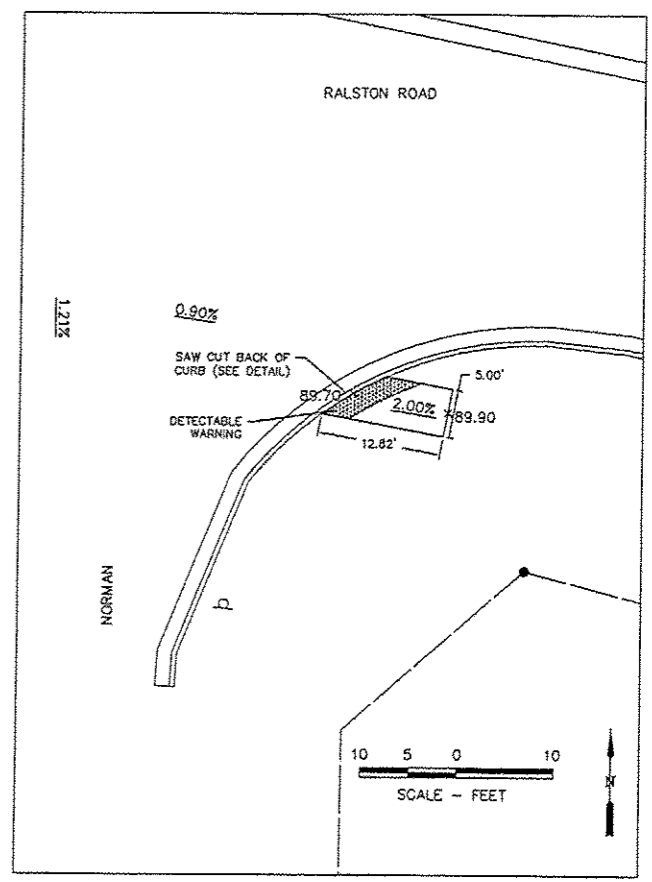 RALSTON ROAD
1.21%
0.90%
SAW CUT BACK OF
CURB (SEE DETAIL)
89.70
5.00'
2.00%
89.90
DETECTABLE
WARNING
12.82'
NORMAN
10 5 0 10
SCALE - FEET
N